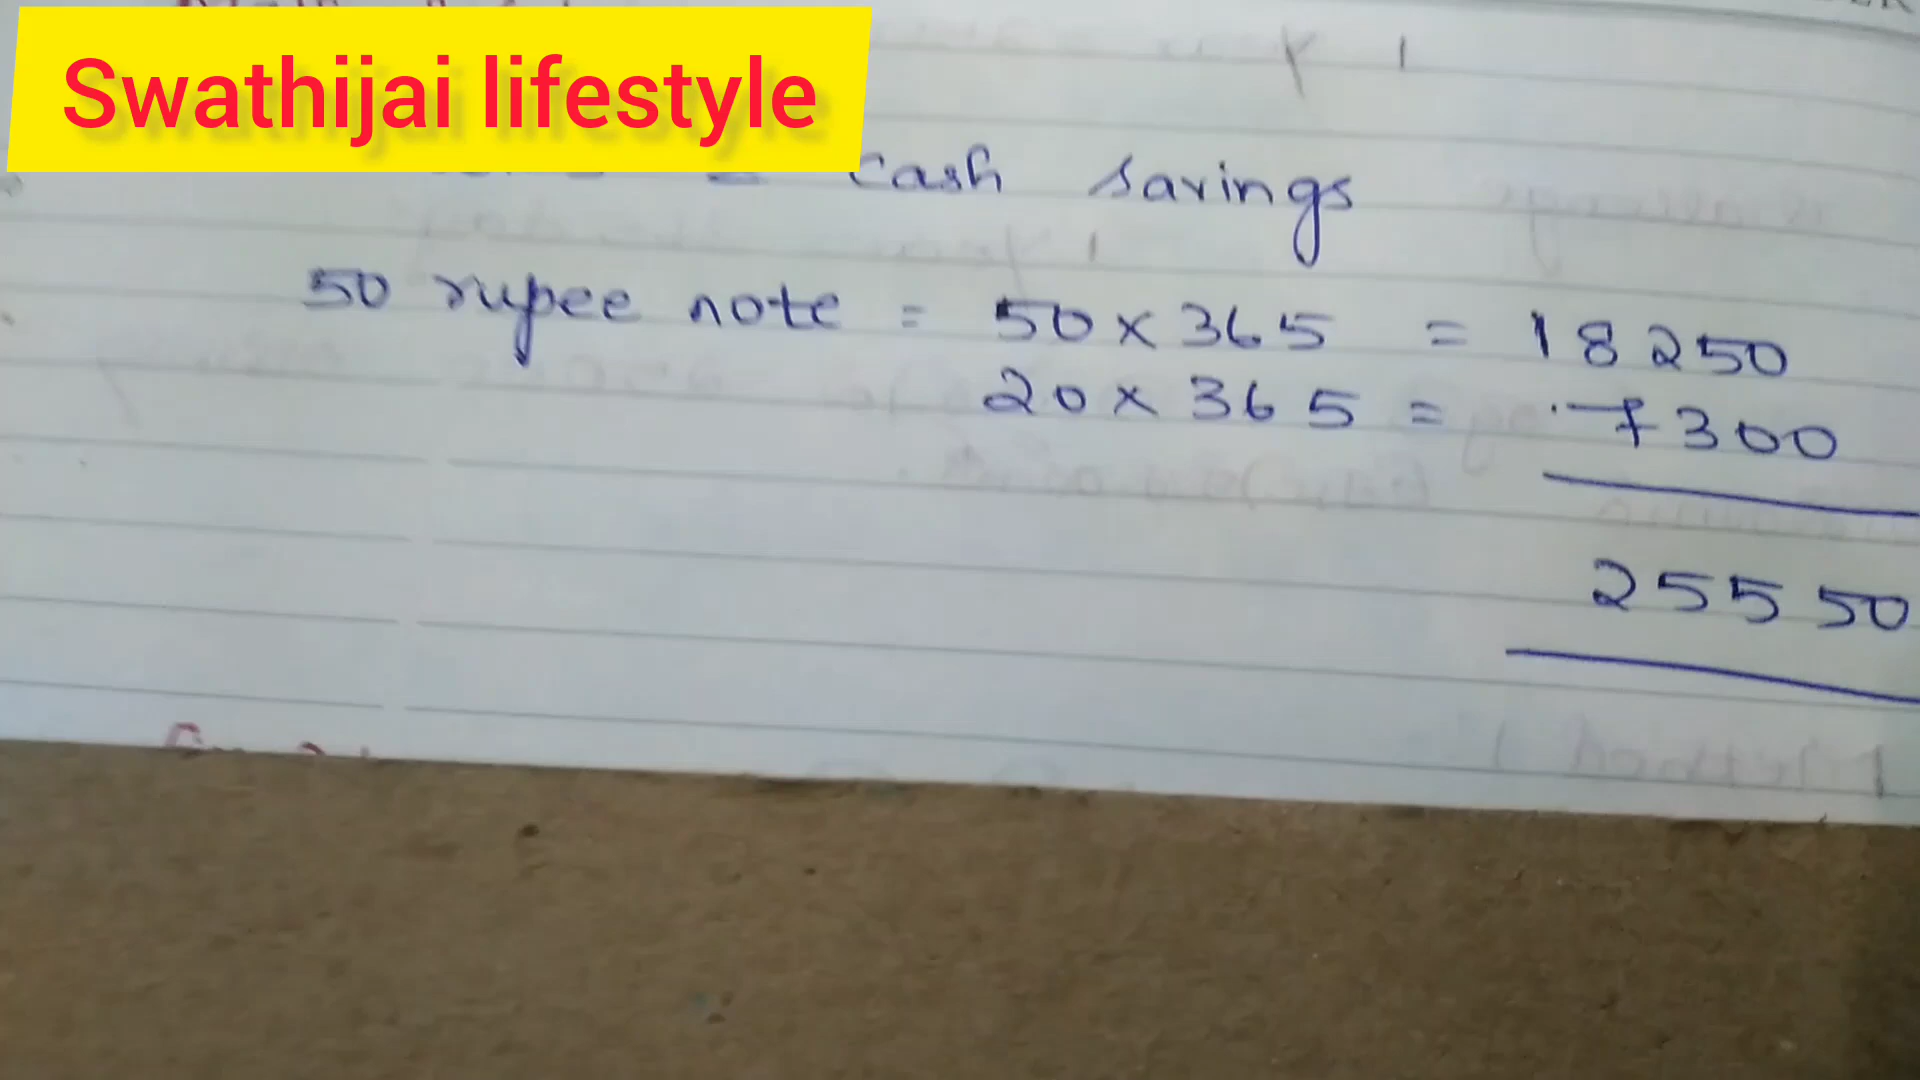 Swathijai lifestyle
= cash savings
50 rupee note = 50 x 365 = 18250
20 x 365 = 7300
25550